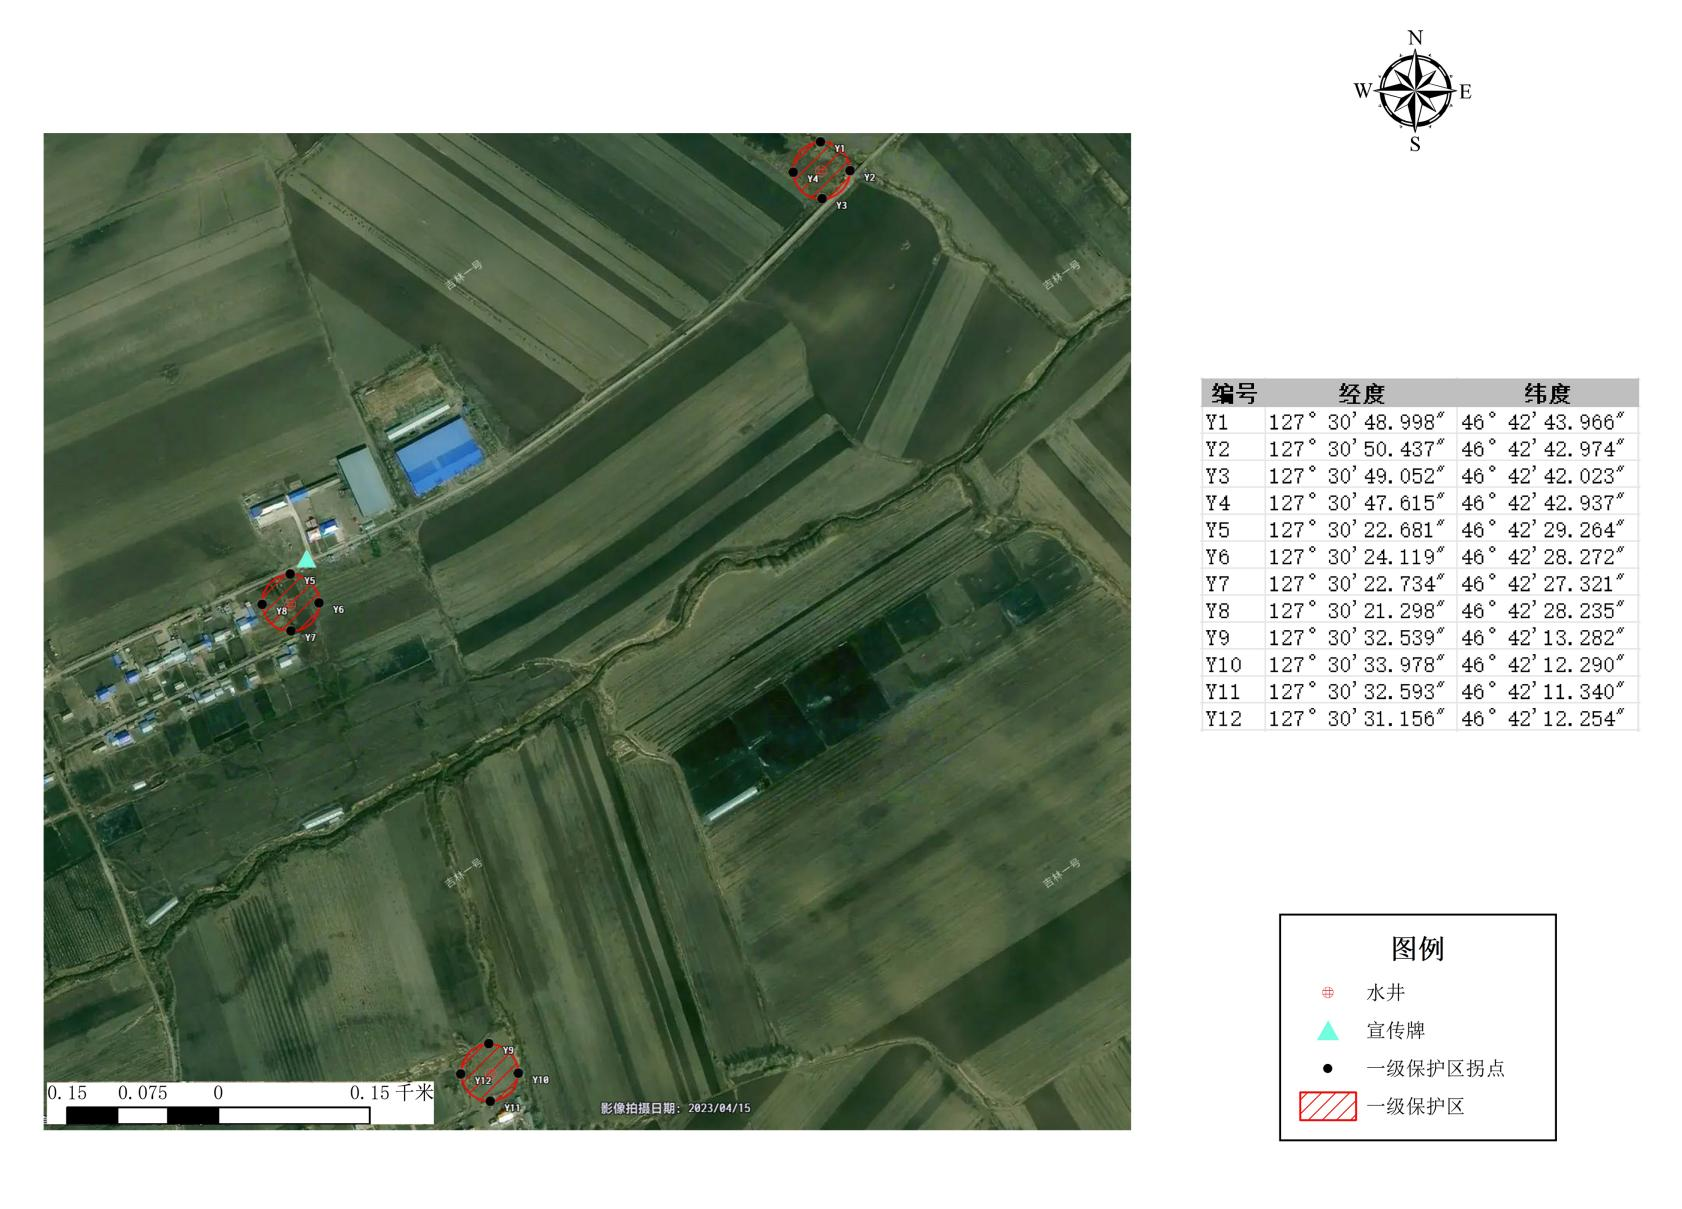 N
W E
S
Y1
Y4 Y2
Y3
吉林一号 吉林一号
编号 经度 纬度
Y1 127° 30′48.998″ 46° 42′43.966″
Y2 127° 30′50.437″ 46° 42′42.974″
Y3 127° 30′49.052″ 46° 42′42.023″
Y4 127° 30′47.615″ 46° 42′42.937″
Y5 127° 30′22.681″ 46° 42′29.264″
Y6 127° 30′24.119″ 46° 42′28.272″
Y7 127° 30′22.734″ 46° 42′27.321″
Y8 127° 30′21.298″ 46° 42′28.235″
Y9 127° 30′32.539″ 46° 42′13.282″
Y10 127° 30′33.978″ 46° 42′12.290″
Y11 127° 30′32.593″ 46° 42′11.340″
Y12 127° 30′31.156″ 46° 42′12.254″
Y5
Y8 Y6
Y7
吉林一号 吉林一号
图例
水井
宣传牌
一级保护区拐点
一级保护区
Y9
Y12 Y10
Y11
0.15 0.075 0 0.15 千米
影像拍摄日期: 2023/04/15